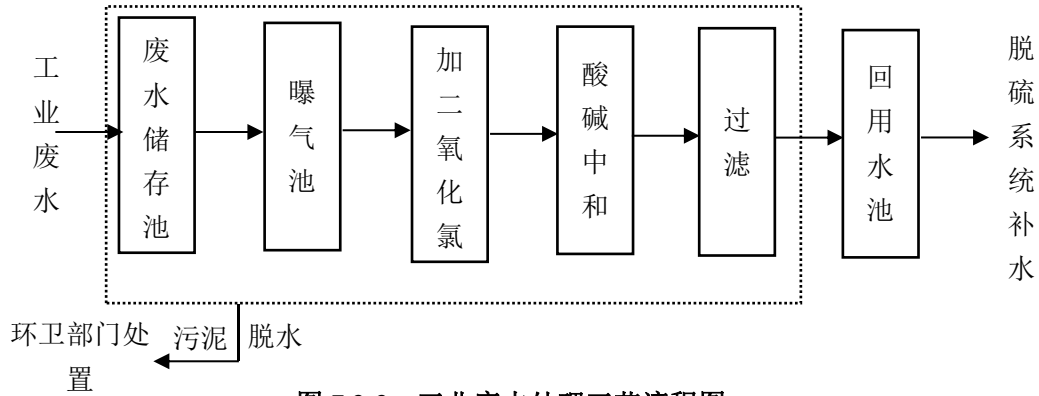 工业废水
废水储存池
曝气池
加二氧化氯
酸碱中和
过滤
回用水池
脱硫系统补水
环卫部门处
置
污泥
脱水